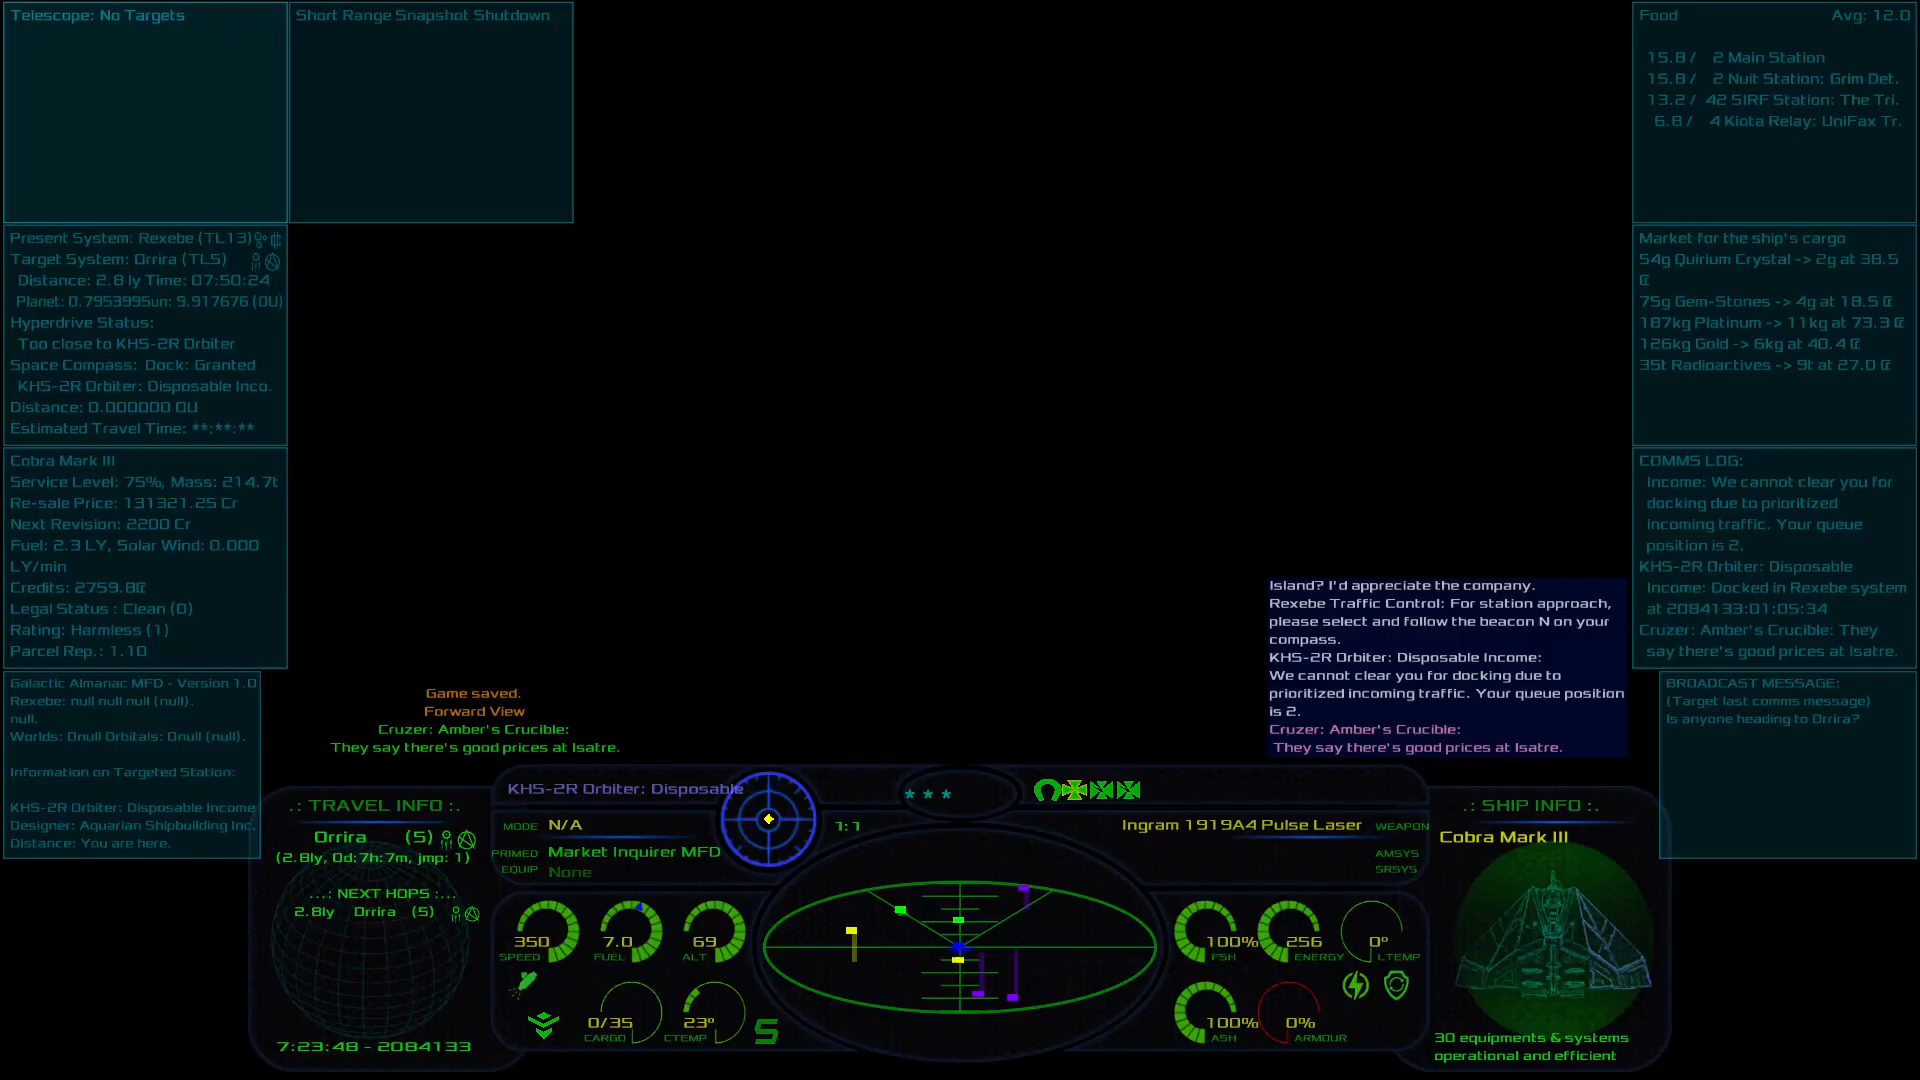 Telescope: No Targets
Short Range Snapshot Shutdown
Food Avg: 12.0
15.8 / 2 Main Station
15.8 / 2 Nuit Station: Grim Det.
13.2 / 42 SIRF Station: The Tri.
6.8 / 4 Kiota Relay: UniFax Tr.
Present System: Rexebe (TL13)
Target System: Orrira (TL5)
Distance: 2.8 ly Time: 07:50:24
Planet: 0.795399Sun: 9.917676 (OU)
Hyperdrive Status:
Too close to KHS-2R Orbiter
Space Compass: Dock: Granted
KHS-2R Orbiter: Disposable Inco.
Distance: 0.000000 OU
Estimated Travel Time: **:**:**
Market for the ship's cargo
54g Quirium Crystal -> 2g at 38.5
₢
75g Gem-Stones -> 4g at 18.5 ₢
187kg Platinum -> 11kg at 73.3 ₢
126kg Gold -> 6kg at 40.4 ₢
35t Radioactives -> 9t at 27.0 ₢
Cobra Mark III
Service Level: 75%, Mass: 214.7t
Re-sale Price: 131321.25 Cr
Next Revision: 2200 Cr
Fuel: 2.3 LY, Solar Wind: 0.000
LY/min
Credits: 2759.8₢
Legal Status : Clean (0)
Rating: Harmless (1)
Parcel Rep.: 1.10
COMMS LOG:
Income: We cannot clear you for
docking due to prioritized
incoming traffic. Your queue
position is 2.
KHS-2R Orbiter: Disposable
Income: Docked in Rexebe system
at 2084133:01:05:34
Cruzer: Amber's Crucible: They
say there's good prices at Isatre.
Galactic Almanac MFD - Version 1.0
Rexebe: null null null (null).
null.
Worlds: 0null Orbitals: 0null (null).
Information on Targeted Station:
KHS-2R Orbiter: Disposable Income
Designer: Aquarian Shipbuilding Inc.
Distance: You are here.
Game saved.
Forward View
Cruzer: Amber's Crucible:
They say there's good prices at Isatre.
Island? I'd appreciate the company.
Rexebe Traffic Control: For station approach,
please select and follow the beacon N on your
compass.
KHS-2R Orbiter: Disposable Income:
We cannot clear you for docking due to
prioritized incoming traffic. Your queue position
is 2.
Cruzer: Amber's Crucible:
They say there's good prices at Isatre.
BROADCAST MESSAGE:
(Target last comms message)
Is anyone heading to Orrira?
.: TRAVEL INFO :.
Orrira (5)
(2.8ly, 0d:7h:7m, jmp: 1)
...: NEXT HOPS :...
2.8ly Orrira (5)
7:23:48 - 2084133
KHS-2R Orbiter: Disposable
MODE N/A
PRIMED Market Inquirer MFD
EQUIP None
* * *
1:1
Ingram 1919A4 Pulse Laser WEAPON
AMSYS
SRSYS
350 SPEED
7.0 FUEL
69 ALT
0/35 CARGO
23° CTEMP
S
100% FSH
256 ENERGY
0° LTEMP
100% ASH
0% ARMOUR
.: SHIP INFO :.
Cobra Mark III
30 equipments & systems
operational and efficient